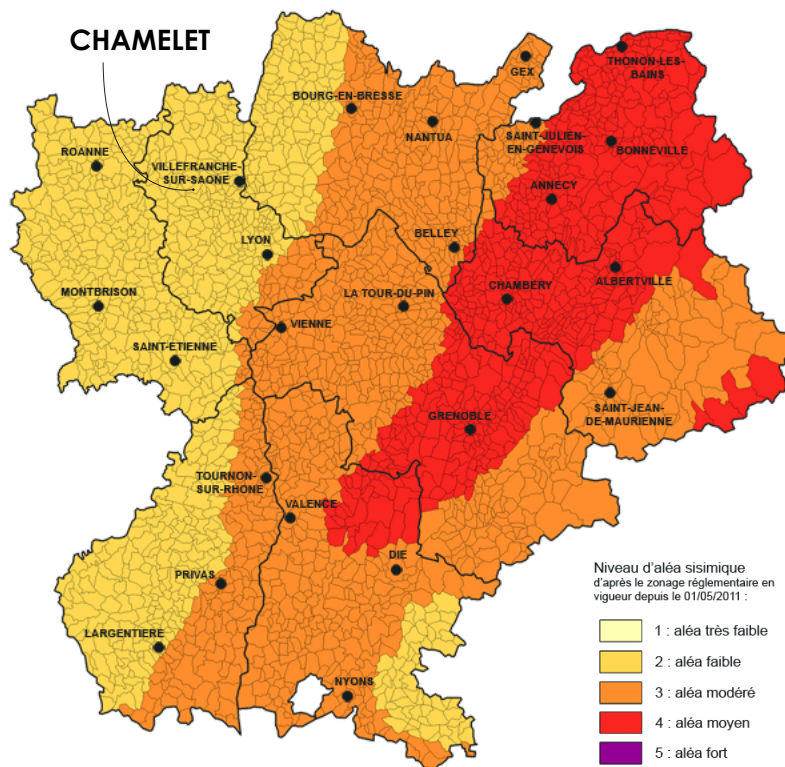 CHAMELET
GEX
THONON-LES-
BAINS
BOURG-EN-BRESSE
NANTUA
SAINT-JULIEN-
EN-GENEVOIS
BONNEVILLE
ROANNE
VILLEFRANCHE-
SUR-SAONE
ANNECY
LYON
BELLEY
ALBERTVILLE
CHAMBÉRY
MONTBRISON
LA TOUR-DU-PIN
VIENNE
SAINT-ETIENNE
SAINT-JEAN-
DE-MAURIENNE
GRENOBLE
TOURNON-
SUR-RHONE
VALENCE
DIE
PRIVAS
LARGENTIERE
NYONS
Niveau d'aléa sisimique
d'après le zonage réglementaire en
vigueur depuis le 01/05/2011 :
1 : aléa très faible
2 : aléa faible
3 : aléa modéré
4 : aléa moyen
5 : aléa fort